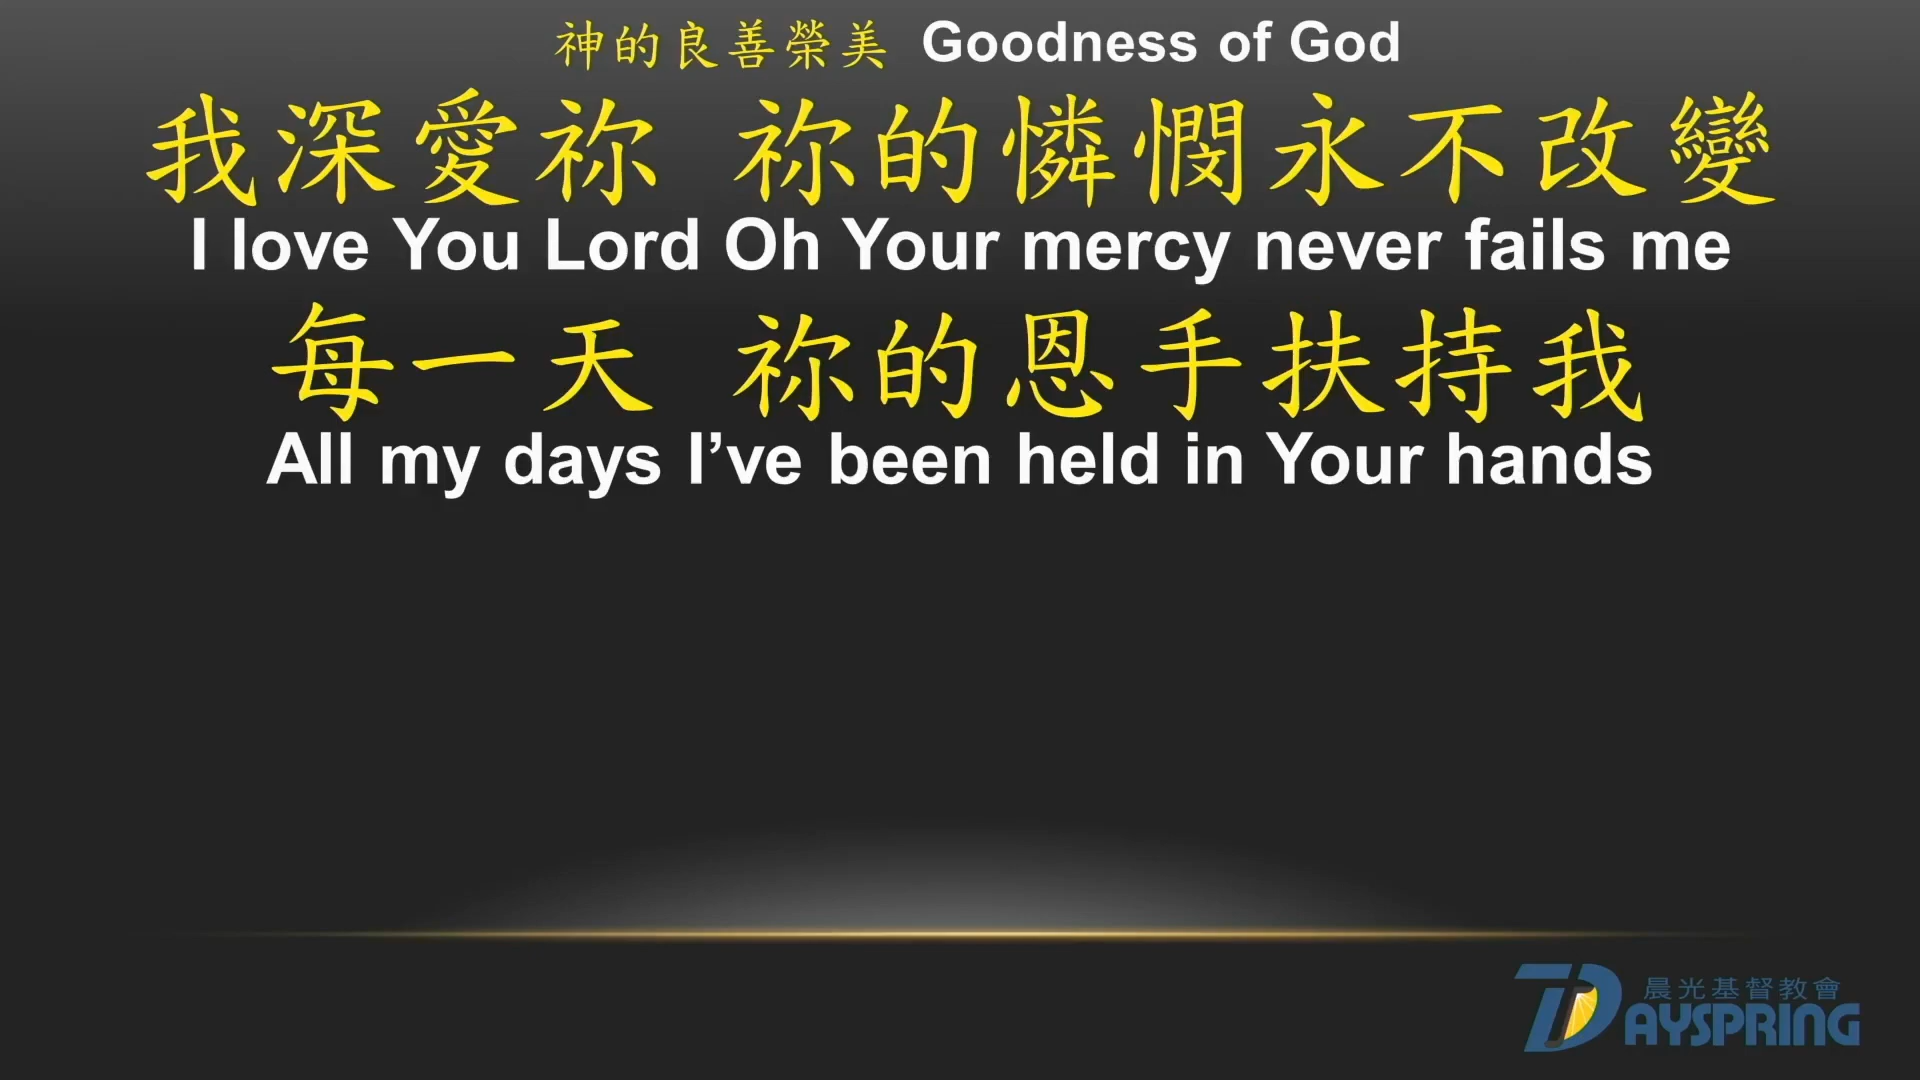 神的良善榮美 Goodness of God
我深愛祢 祢的憐憫永不改變
I love You Lord Oh Your mercy never fails me
每一天 祢的恩手扶持我
All my days I’ve been held in Your hands
晨光基督教會
DAYSPRING